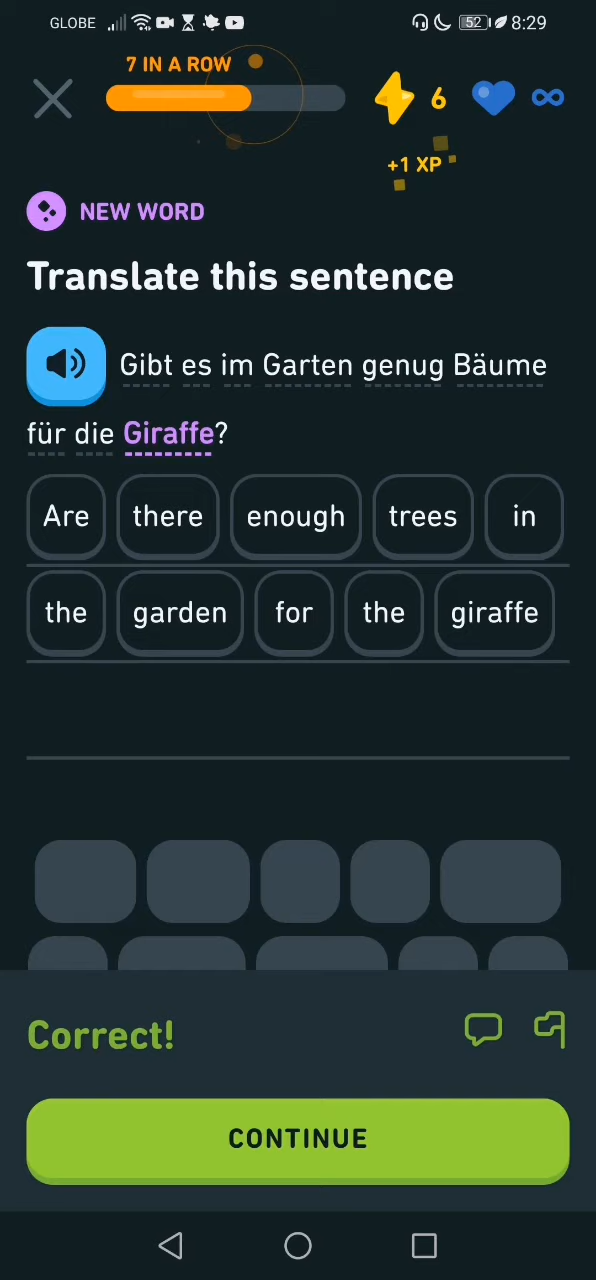 GLOBE 52 8:29
7 IN A ROW
6 ∞
+1 XP
NEW WORD
Translate this sentence
Gibt es im Garten genug Bäume
für die Giraffe?
Are there enough trees in
the garden for the giraffe
Correct!
CONTINUE